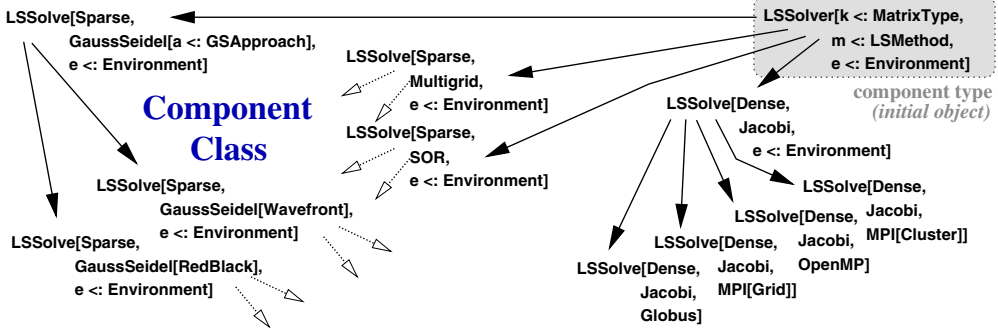 LSSolve[Sparse,
GaussSeidel[a <: GSApproach],
e <: Environment]
LSSolver[k <: MatrixType,
m <: LSMethod,
e <: Environment]
component type
(initial object)
Component
Class
LSSolve[Sparse,
Multigrid,
e <: Environment]
LSSolve[Sparse,
SOR,
e <: Environment]
LSSolve[Dense,
Jacobi,
e <: Environment]
LSSolve[Sparse,
GaussSeidel[Wavefront],
e <: Environment]
LSSolve[Sparse,
GaussSeidel[RedBlack],
e <: Environment]
LSSolve[Dense,
Jacobi,
Globus]
LSSolve[Dense,
Jacobi,
MPI[Grid]]
LSSolve[Dense,
Jacobi,
OpenMP]
LSSolve[Dense,
Jacobi,
MPI[Cluster]]